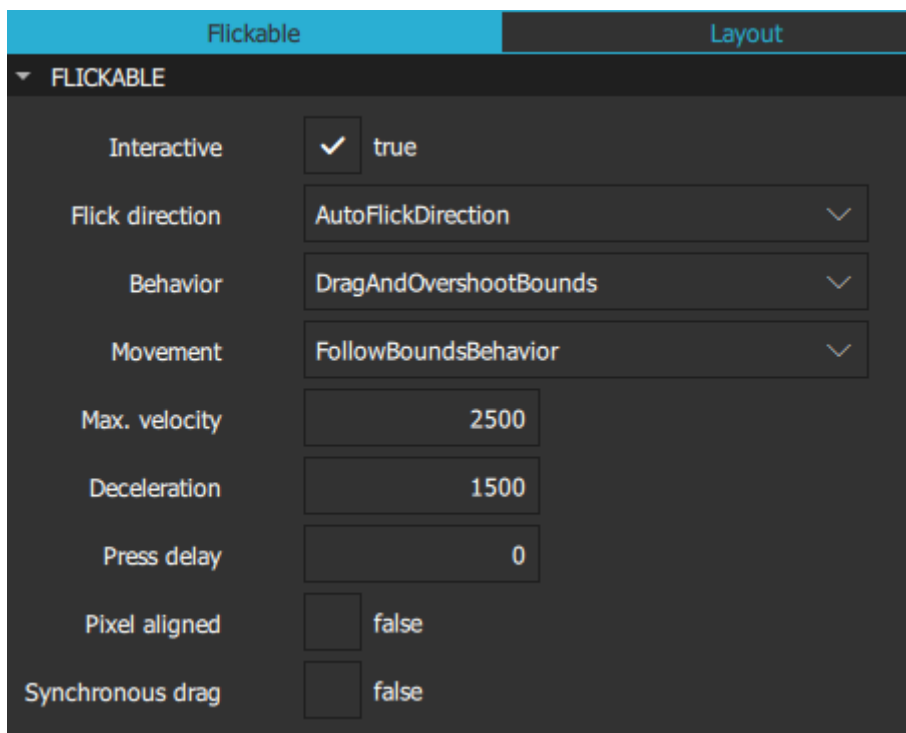 Flickable Layout
FLICKABLE
Interactive true
Flick direction AutoFlickDirection
Behavior DragAndOvershootBounds
Movement FollowBoundsBehavior
Max. velocity 2500
Deceleration 1500
Press delay 0
Pixel aligned false
Synchronous drag false